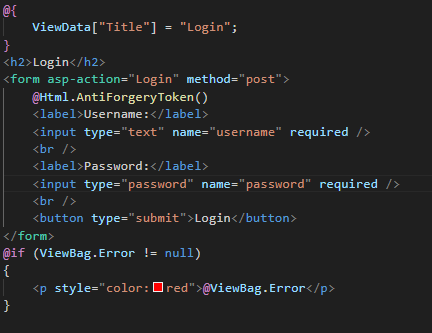 @{
    ViewData["Title"] = "Login";
}
<h2>Login</h2>
<form asp-action="Login" method="post">
    @Html.AntiForgeryToken()
    <label>Username:</label>
    <input type="text" name="username" required />
    <br />
    <label>Password:</label>
    <input type="password" name="password" required />
    <br />
    <button type="submit">Login</button>
</form>
@if (ViewBag.Error != null)
{
    <p style="color:red">@ViewBag.Error</p>
}